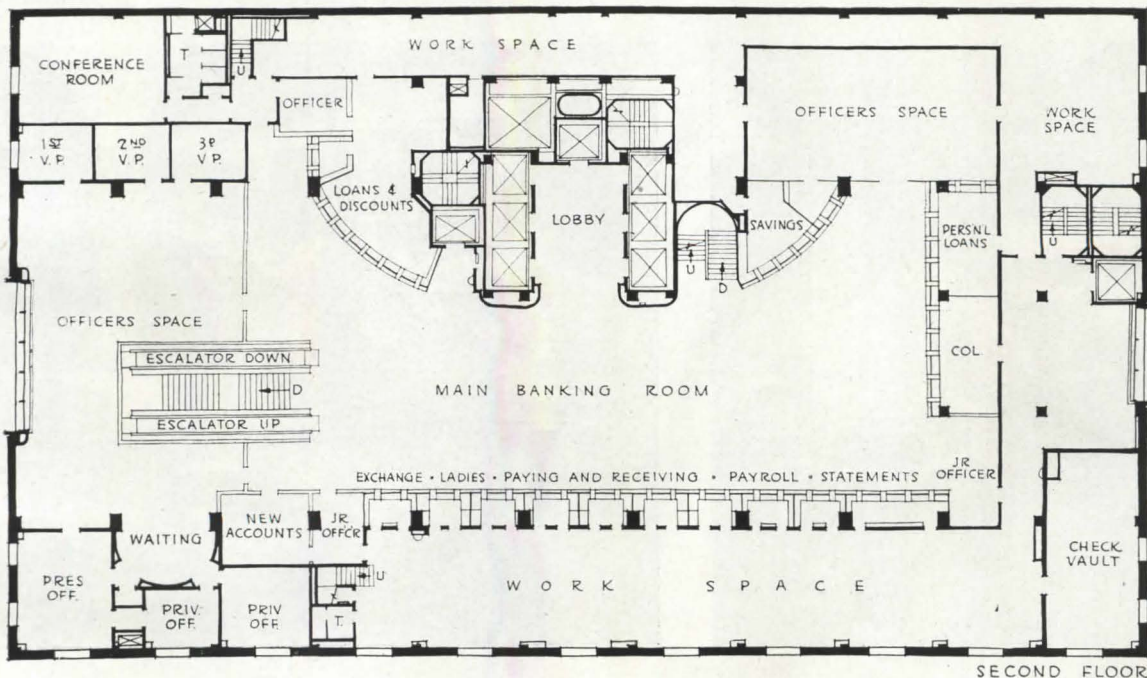 WORK SPACE
CONFERENCE
ROOM
T.
U
OFFICER
OFFICERS SPACE
WORK
SPACE
1ST
V.P.
2ND
V.P.
3D
V.P.
LOANS &
DISCOUNTS
LOBBY
SAVINGS
PERSNL
LOANS
U
D
U
OFFICERS SPACE
ESCALATOR DOWN
D
ESCALATOR UP
COL.
MAIN BANKING ROOM
EXCHANGE • LADIES • PAYING AND RECEIVING • PAYROLL • STATEMENTS
JR
OFFICER
NEW
ACCOUNTS
JR.
OFFCR
WAITING
CHECK
VAULT
PRES
OFF.
PRIV.
OFF.
PRIV
OFF.
U
T.
WORK SPACE
SECOND FLOOR